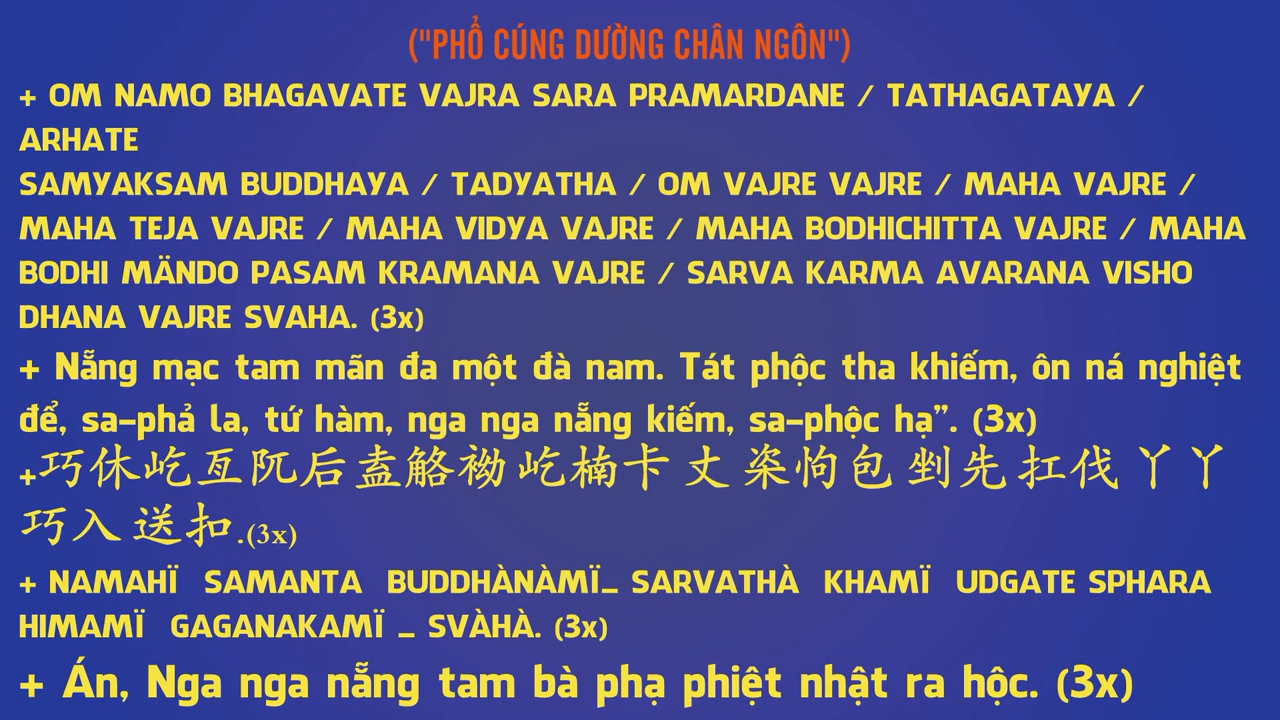 ("PHỔ CÚNG DƯỜNG CHÂN NGÔN")
+ OM NAMO BHAGAVATE VAJRA SARA PRAMARDANE / TATHAGATAYA /
ARHATE
SAMYAKSAM BUDDHAYA / TADYATHA / OM VAJRE VAJRE / MAHA VAJRE /
MAHA TEJA VAJRE / MAHA VIDYA VAJRE / MAHA BODHICHITTA VAJRE / MAHA
BODHI MÄNDO PASAM KRAMANA VAJRE / SARVA KARMA AVARANA VISHO
DHANA VAJRE SVAHA. (3x)
+ Nẵng mạc tam mãn đa một đà nam. Tát phộc tha khiếm, ôn ná nghiệt
để, sa-phả la, tứ hàm, nga nga nẵng kiếm, sa-phộc hạ”. (3x)
+巧休屹亙阢后盍觡袎屹楠卡丈楶怐包剉先扛伐丫丫
巧入送扣.(3x)
+ NAMAHÏ SAMANTA BUDDHÀNÀMÏ_ SARVATHÀ KHAMÏ UDGATE SPHARA
HIMAMÏ GAGANAKAMÏ _ SVÀHÀ. (3x)
+ Án, Nga nga nẵng tam bà phạ phiệt nhật ra hộc. (3x)